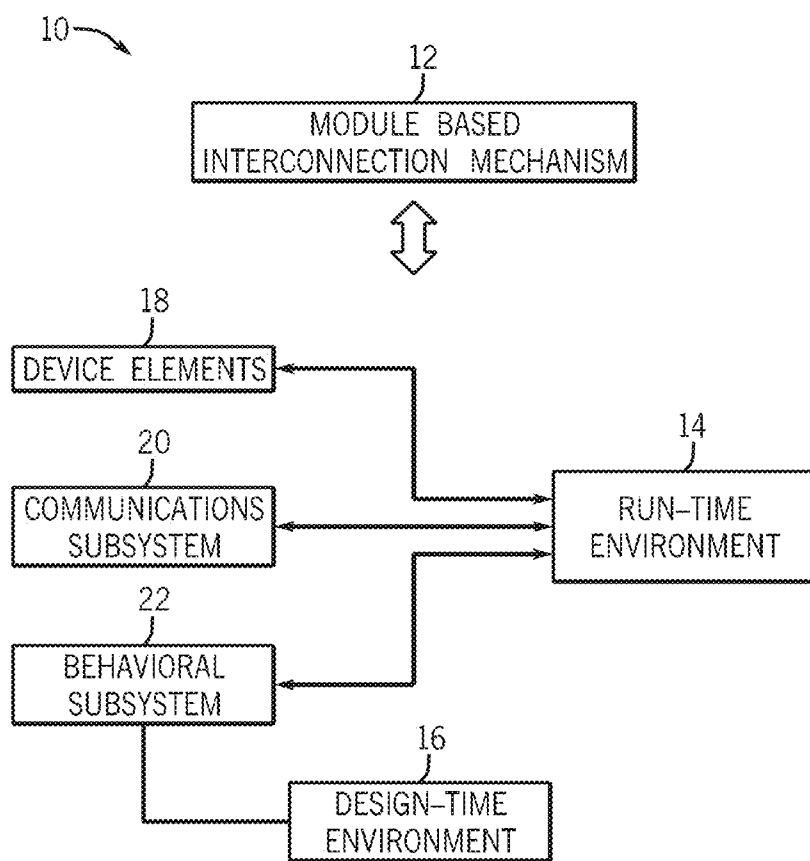 10
12
MODULE BASED
INTERCONNECTION MECHANISM
18
DEVICE ELEMENTS
20
COMMUNICATIONS
SUBSYSTEM
14
RUN-TIME
ENVIRONMENT
22
BEHAVIORAL
SUBSYSTEM
16
DESIGN-TIME
ENVIRONMENT